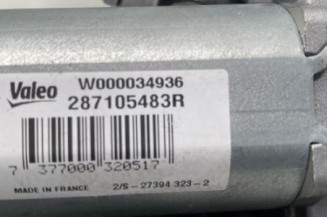 Valeo W000034936
287105483R
7 377000 320517
MADE IN FRANCE 2/S - 27394 323 - 2